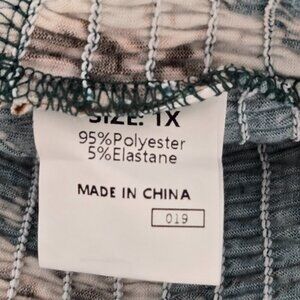 SIZE: 1X
95%Polyester
5%Elastane
MADE IN CHINA
019